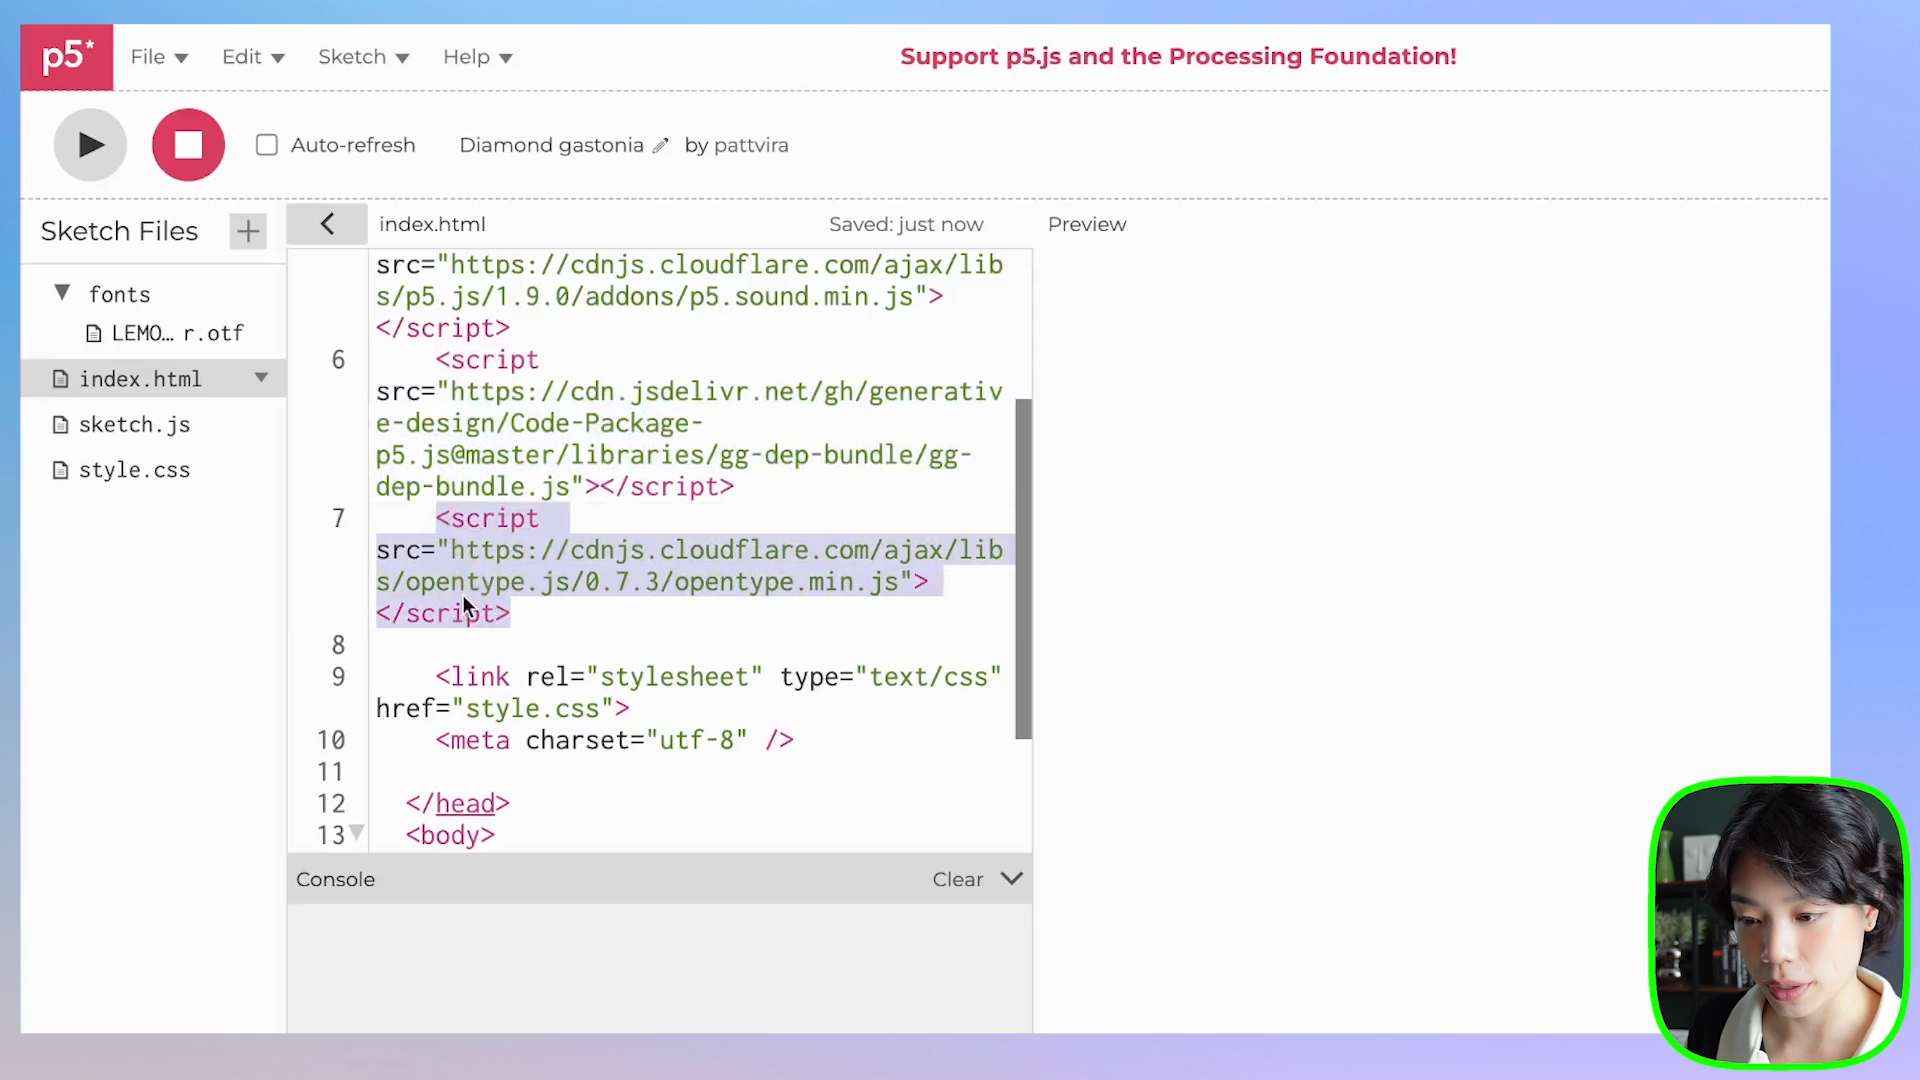 p5*
File
Edit
Sketch
Help
Support p5.js and the Processing Foundation!
Auto-refresh
Diamond gastonia
by pattvira
Sketch Files
fonts
LEMO… r.otf
index.html
sketch.js
style.css
index.html
Saved: just now
Preview
src="https://cdnjs.cloudflare.com/ajax/lib
s/p5.js/1.9.0/addons/p5.sound.min.js">
</script>
6 <script
src="https://cdn.jsdelivr.net/gh/generativ
e-design/Code-Package-
p5.js@master/libraries/gg-dep-bundle/gg-
dep-bundle.js"></script>
7 <script
src="https://cdnjs.cloudflare.com/ajax/lib
s/opentype.js/0.7.3/opentype.min.js">
</script>
8
9 <link rel="stylesheet" type="text/css"
href="style.css">
10 <meta charset="utf-8" />
11
12 </head>
13 <body>
Console
Clear